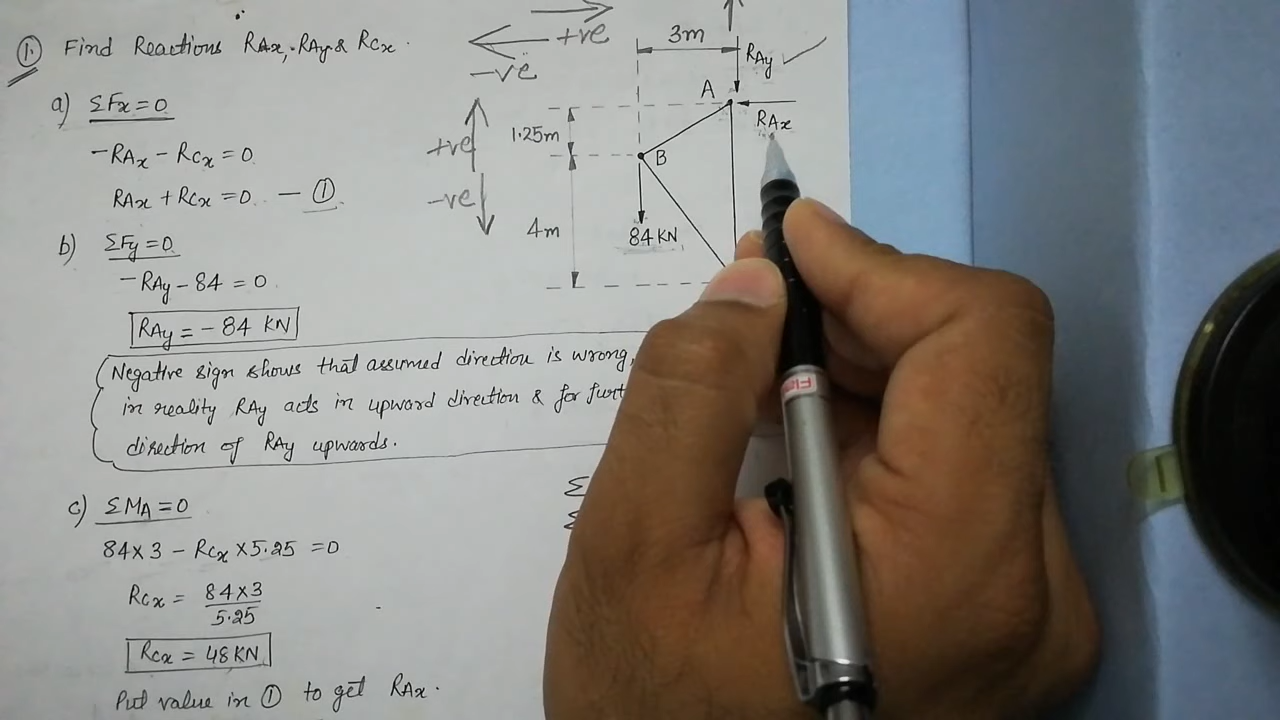 ① Find Reactions RAx, RAy & RCx.
a) ΣFx = 0
-RAx - RCx = 0
RAx + RCx = 0 — ①
b) ΣFy = 0
-RAy - 84 = 0
RAy = - 84 KN
Negative sign shows that assumed direction is wrong,
in reality RAy acts in upward direction & for
direction of RAy upwards.
c) ΣMA = 0
84 x 3 - RCx x 5.25 = 0
RCx = 84 x 3
5.25
RCx = 48 KN
Put value in ① to get RAx.
+ve
-ve
+ve
-ve
3m
RAy ✓
A
RAx
1.25m
B
4m
84 KN
Σ